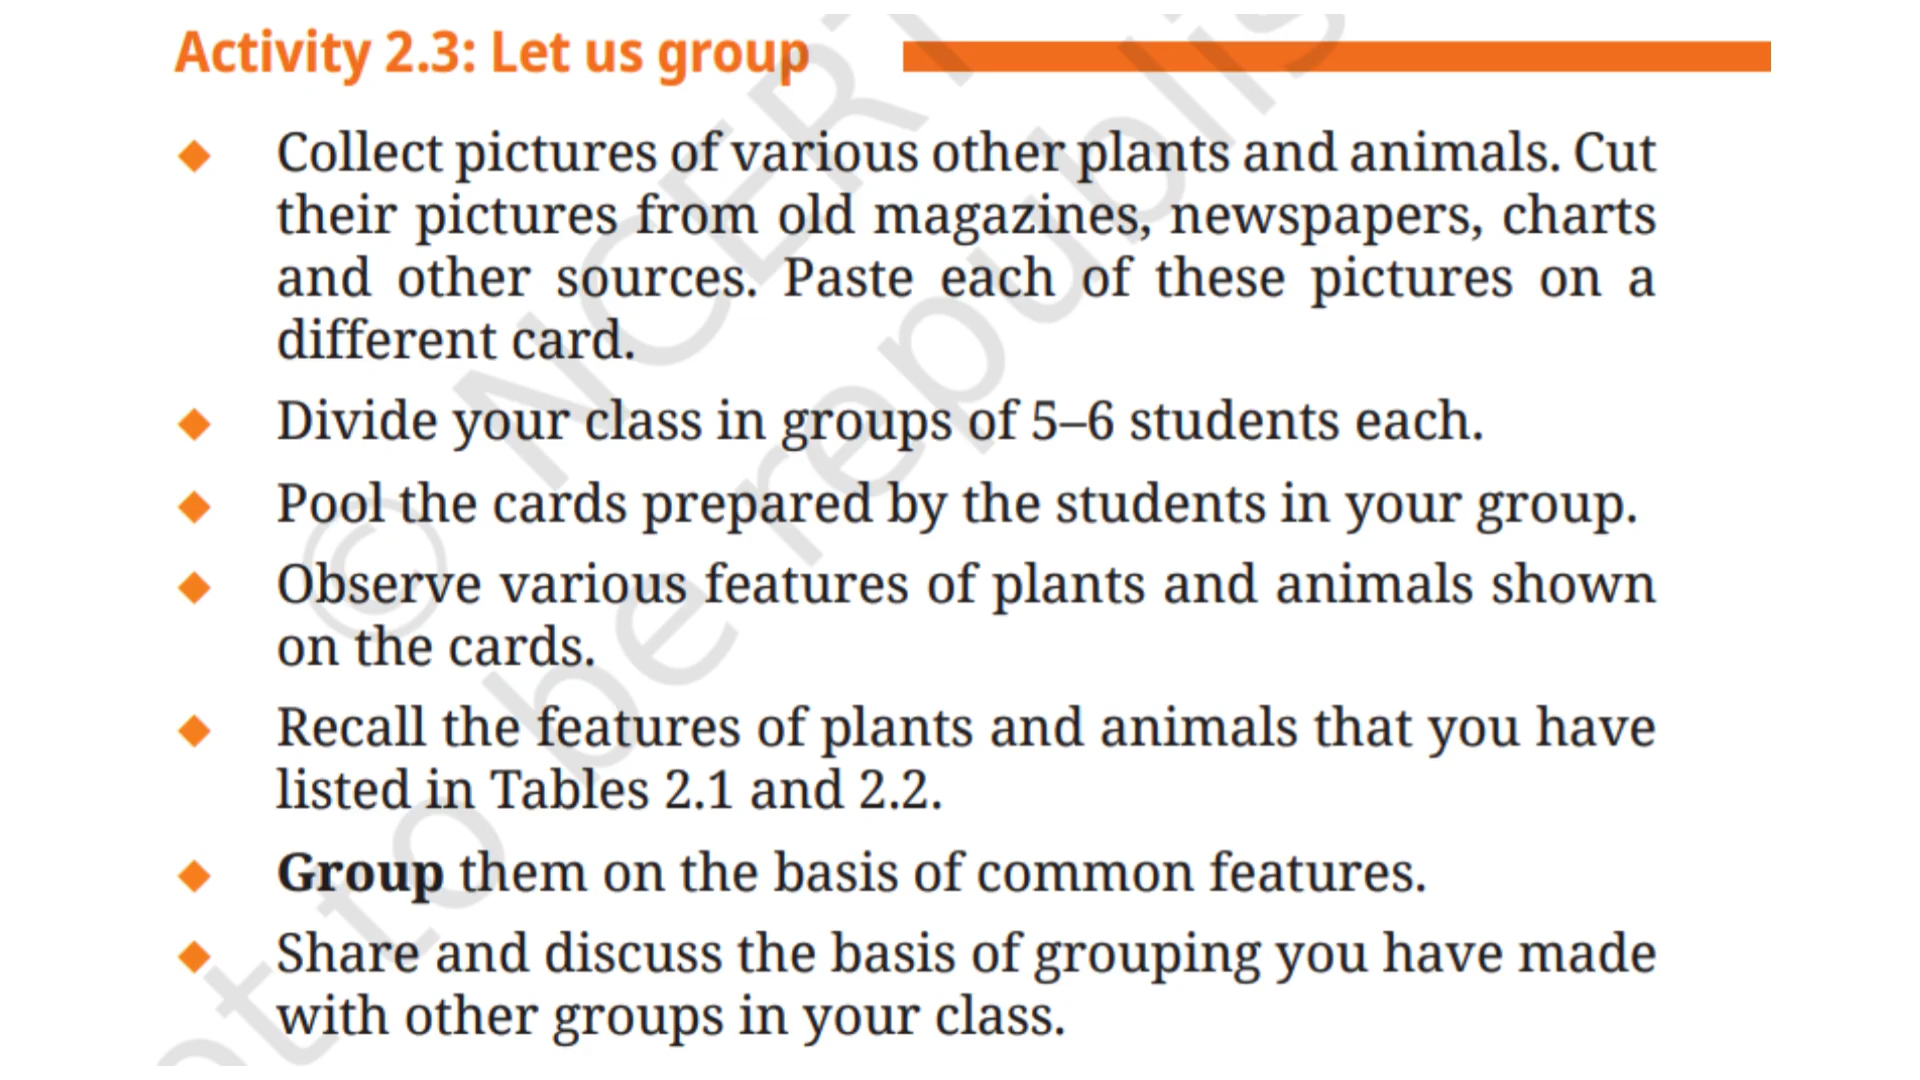 Activity 2.3: Let us group
◆ Collect pictures of various other plants and animals. Cut
their pictures from old magazines, newspapers, charts
and other sources. Paste each of these pictures on a
different card.
◆ Divide your class in groups of 5–6 students each.
◆ Pool the cards prepared by the students in your group.
◆ Observe various features of plants and animals shown
on the cards.
◆ Recall the features of plants and animals that you have
listed in Tables 2.1 and 2.2.
◆ Group them on the basis of common features.
◆ Share and discuss the basis of grouping you have made
with other groups in your class.
© NCERT
be republis